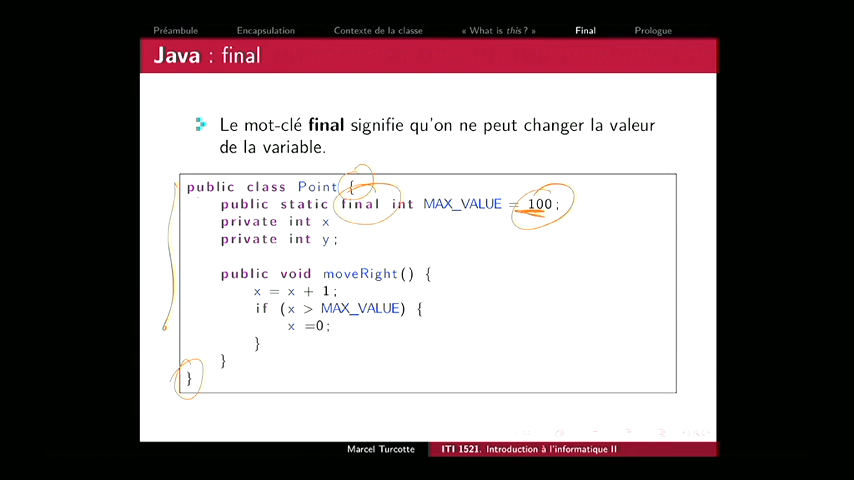 Préambule Encapsulation Contexte de la classe « What is this ? » Final Prologue
Java : final
Le mot-clé final signifie qu'on ne peut changer la valeur
de la variable.
public class Point {
public static final int MAX_VALUE = 100;
private int x
private int y;
public void moveRight() {
x = x + 1;
if (x > MAX_VALUE) {
x =0;
}
}
}
Marcel Turcotte ITI 1521. Introduction à l'informatique II